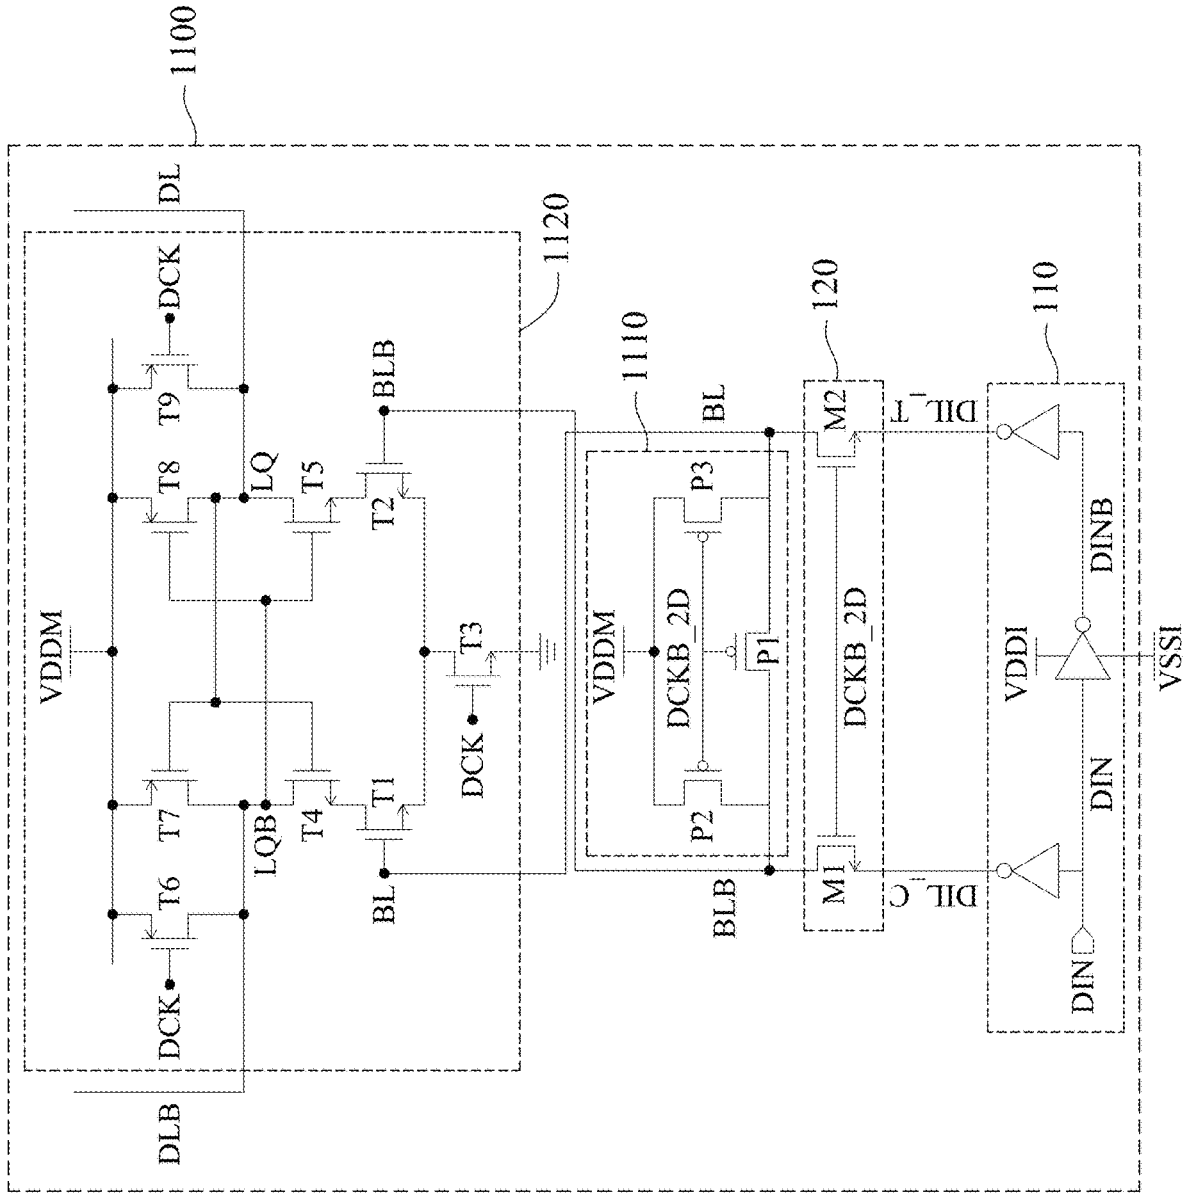 1100
DLB
DL
VDDM
DCK
T6
T7
T8
T9
DCK
LQB
LQ
T4
T5
BL
T1
T2
BLB
DCK
T3
1120
VDDM
1110
DCKB_2D
P2
P3
P1
BLB
BL
M1
M2
120
DCKB_2D
DIL_C
DIL_T
110
VDDI
DIN
DIN
DINB
VSSI